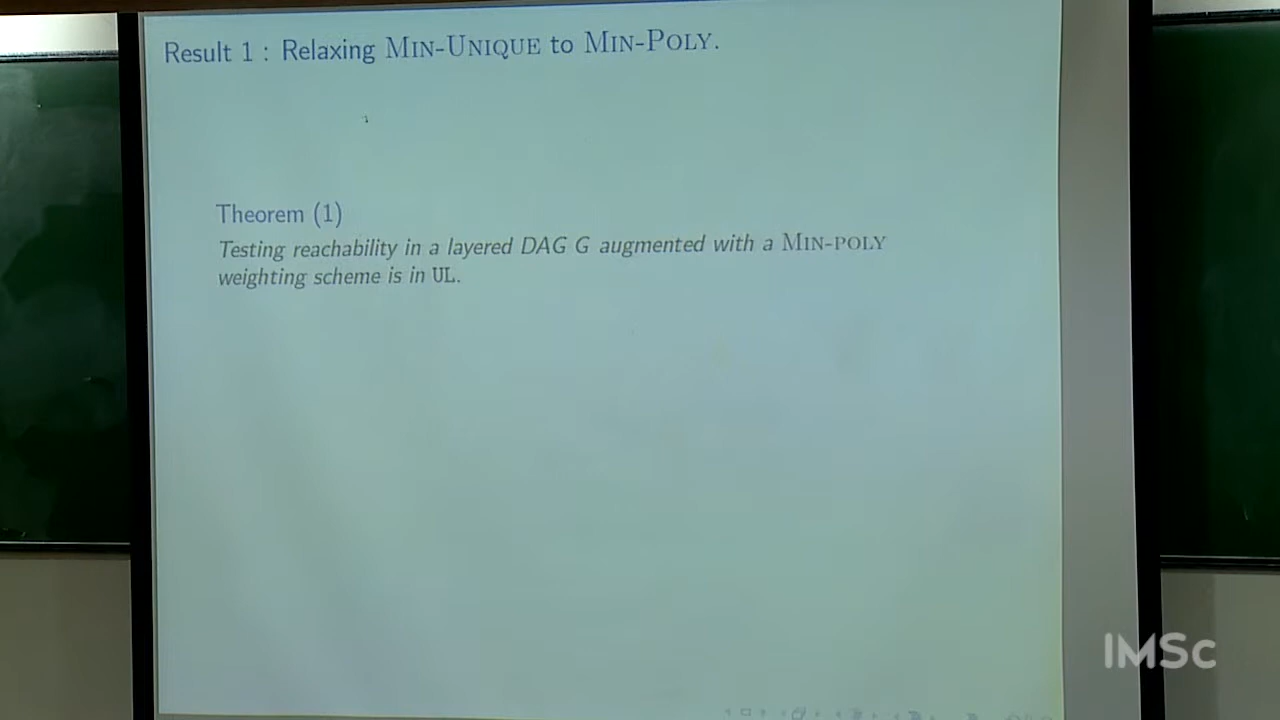 Result 1 : Relaxing MIN-UNIQUE to MIN-POLY.
Theorem (1)
Testing reachability in a layered DAG G augmented with a MIN-POLY
weighting scheme is in UL.
IMSc